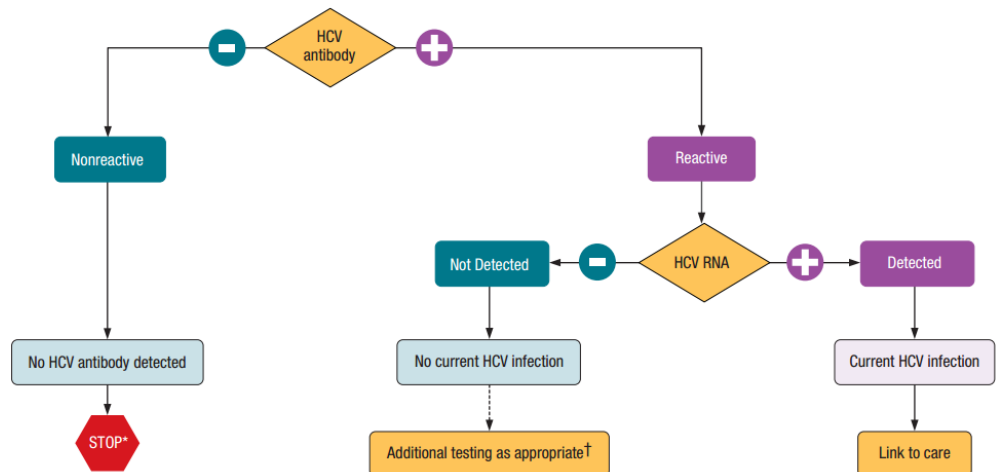 HCV
antibody
Nonreactive
Reactive
Not Detected
HCV RNA
Detected
No HCV antibody detected
No current HCV infection
Current HCV infection
STOP*
Additional testing as appropriate†
Link to care